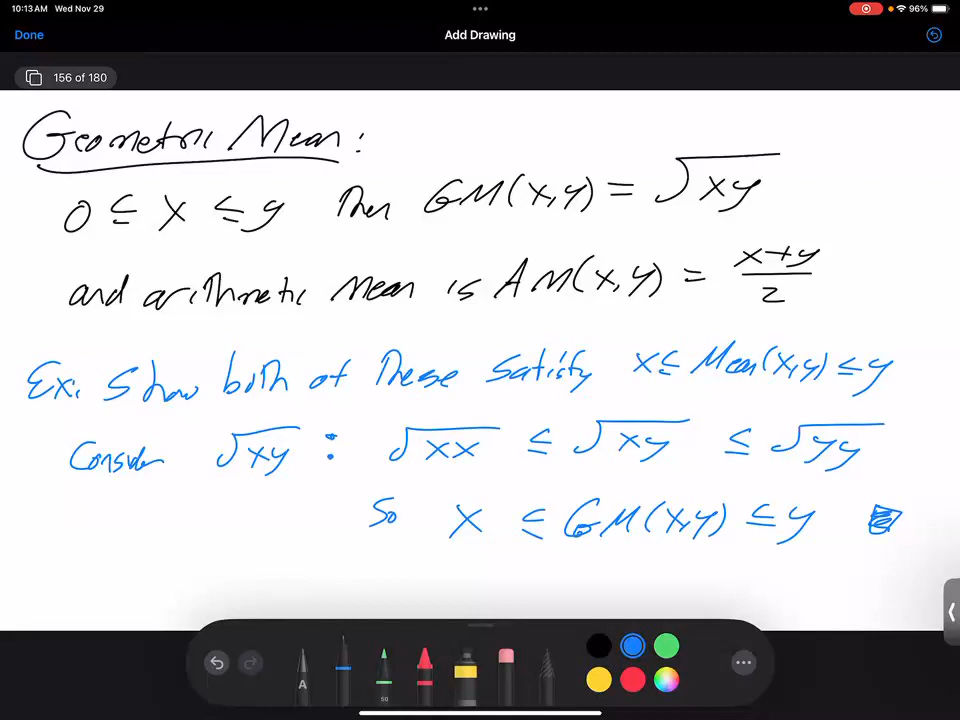 10:13AM Wed Nov 29
96%
Done
Add Drawing
156 of 180
Geometric Mean:
0 ≤ x ≤ y then GM(x,y) = √xy
and arithmetic mean is AM(x,y) = x+y/2
Ex: Show both of these satisfy x ≤ Mean(x,y) ≤ y
Consider √xy : √xx ≤ √xy ≤ √yy
So x ≤ GM(x,y) ≤ y
A
50